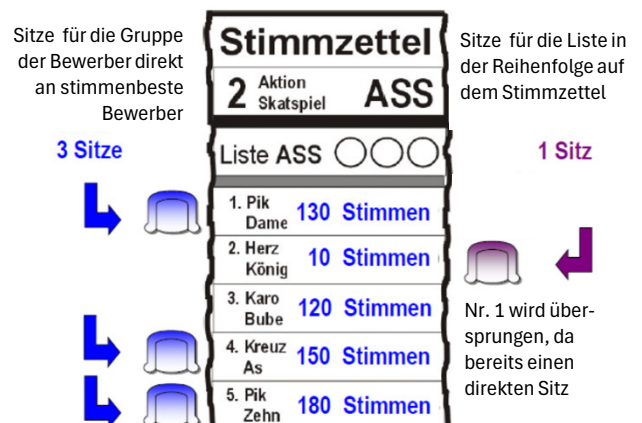 Sitze für die Gruppe
der Bewerber direkt
an stimmenbeste
Bewerber
3 Sitze
Stimmzettel
2 Aktion
Skatspiel ASS
Liste ASS
1. Pik
Dame 130 Stimmen
2. Herz
König 10 Stimmen
3. Karo
Bube 120 Stimmen
4. Kreuz
As 150 Stimmen
5. Pik
Zehn 180 Stimmen
Sitze für die Liste in
der Reihenfolge auf
dem Stimmzettel
1 Sitz
Nr. 1 wird über-
sprungen, da
bereits einen
direkten Sitz